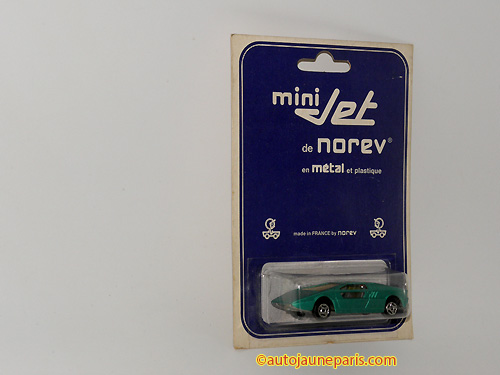 mini Jet
de norev®
en métal et plastique
made in FRANCE by norev
©autojauneparis.com